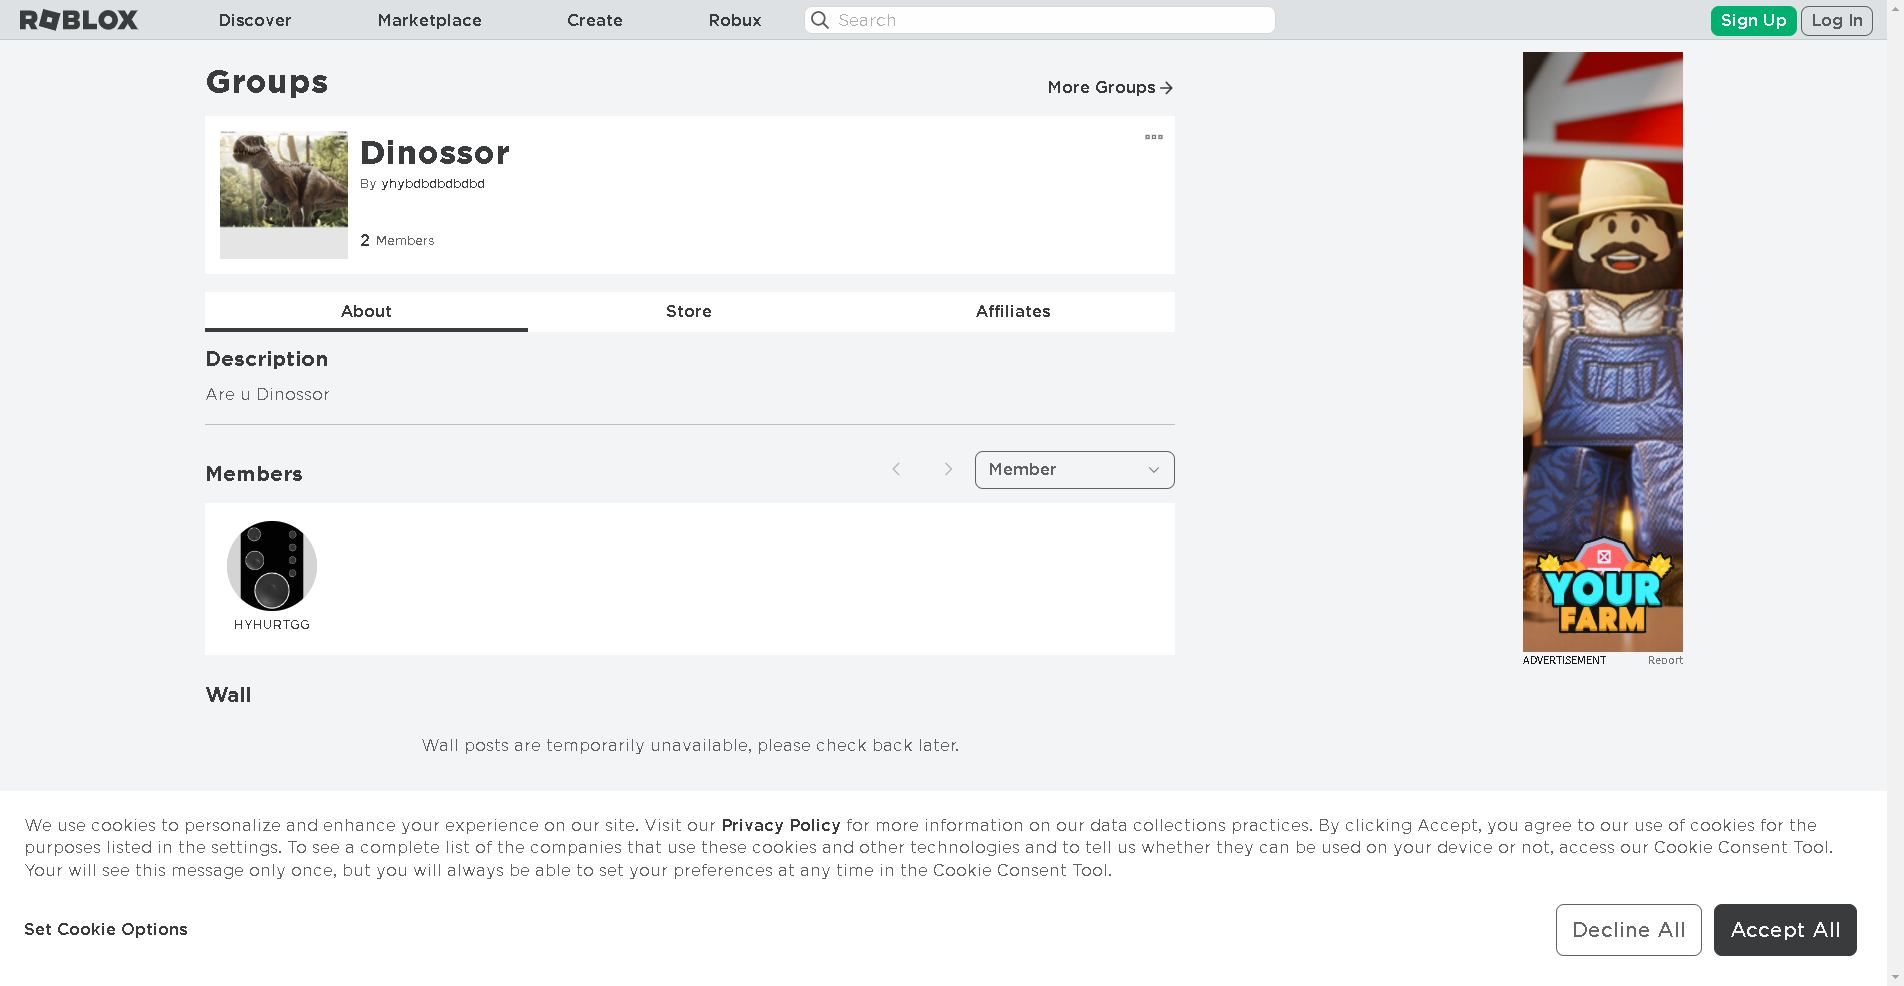 ROBLOX
Discover
Marketplace
Create
Robux
Search
Sign Up
Log In
Groups
More Groups
Dinossor
By yhybdbdbdbdbd
2 Members
About
Store
Affiliates
Description
Are u Dinossor
Members
Member
HYHURTGG
Wall
Wall posts are temporarily unavailable, please check back later.
YOUR
FARM
ADVERTISEMENT
Report
We use cookies to personalize and enhance your experience on our site. Visit our Privacy Policy for more information on our data collections practices. By clicking Accept, you agree to our use of cookies for the
purposes listed in the settings. To see a complete list of the companies that use these cookies and other technologies and to tell us whether they can be used on your device or not, access our Cookie Consent Tool.
Your will see this message only once, but you will always be able to set your preferences at any time in the Cookie Consent Tool.
Set Cookie Options
Decline All
Accept All